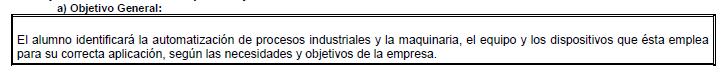 a) Objetivo General:
El alumno identificará la automatización de procesos industriales y la maquinaria, el equipo y los dispositivos que ésta emplea
para su correcta aplicación, según las necesidades y objetivos de la empresa.